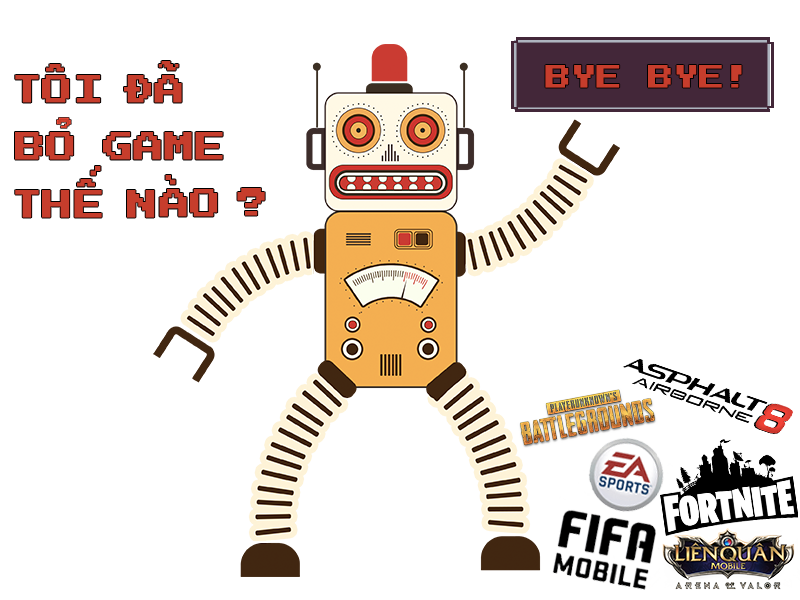 TÔI ĐÃ
BỎ GAME
THẾ NÀO ?
BYE BYE!
ASPHALT 8
AIRBORNE
PLAYERUNKNOWN'S
BATTLEGROUNDS
EA
SPORTS
FORTNITE
FIFA
MOBILE
LIÊN QUÂN
MOBILE
ARENA OF VALOR